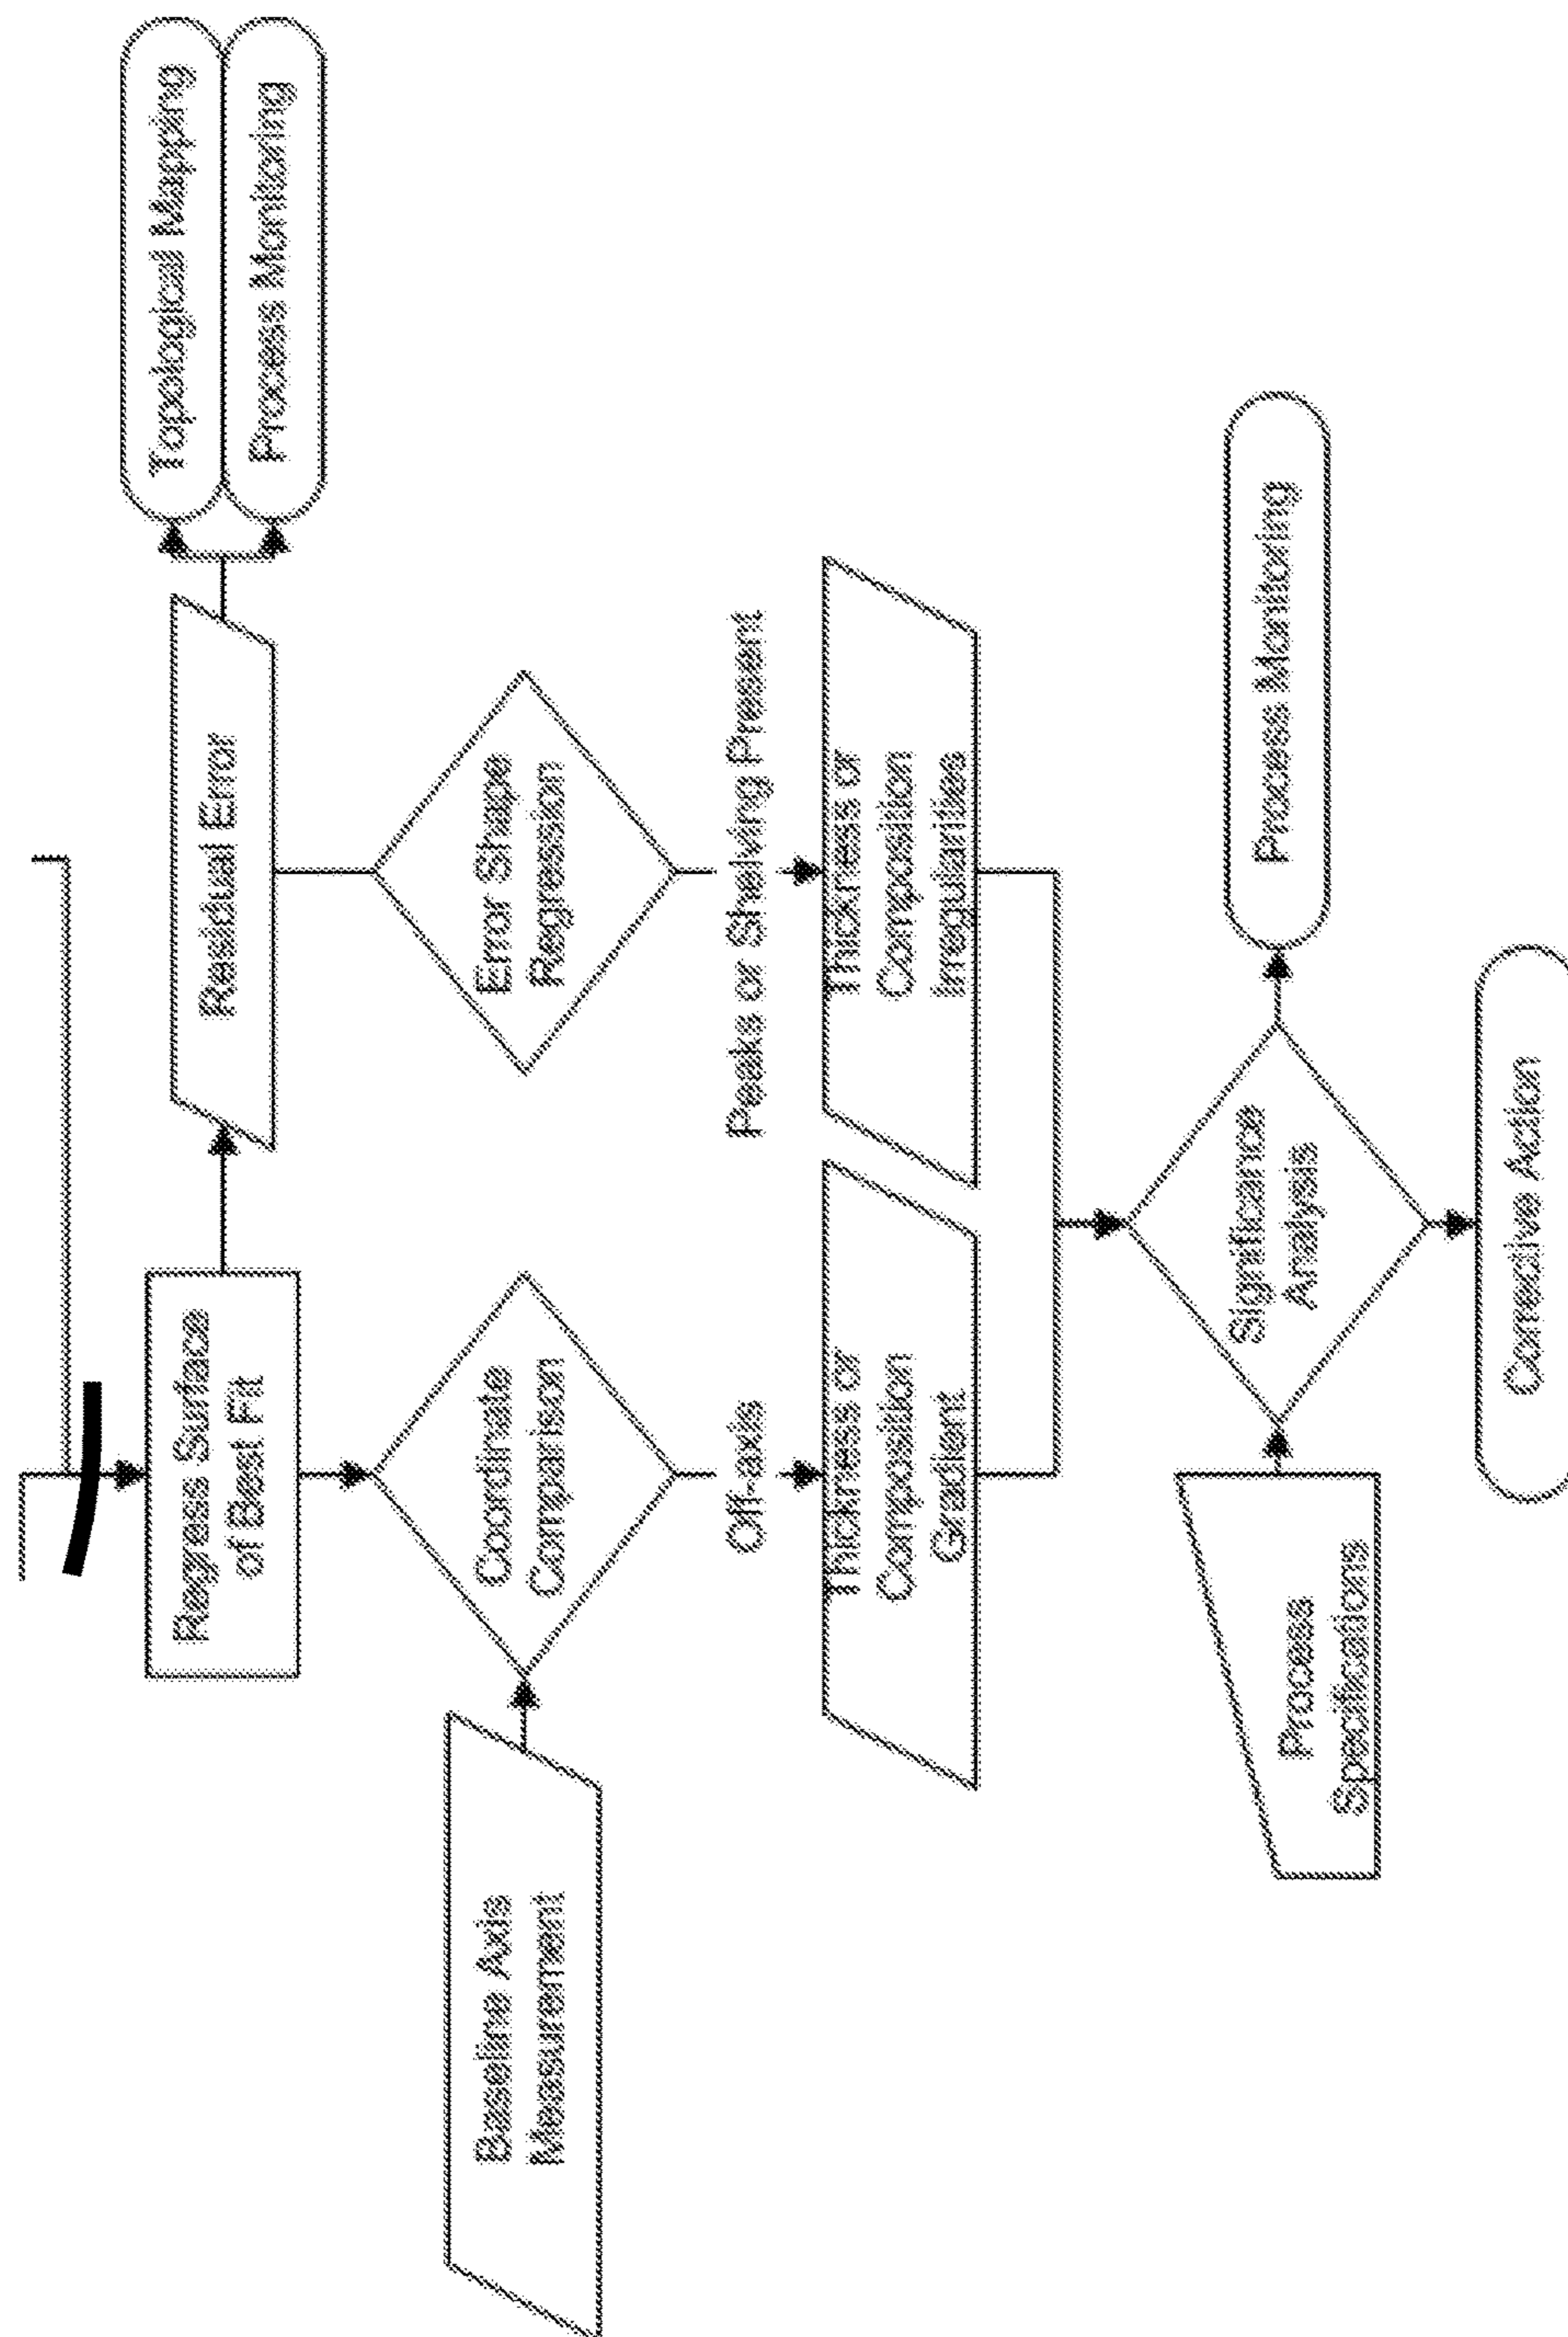 Regress Surface
of Best Fit
Residual Error
Topological Mapping
Process Monitoring
Baseline Axis
Measurement
Coordinate
Comparison
Error Shape
Regression
Off-axis
Peaks or Shelving Present
Thickness or
Composition
Gradient
Thickness or
Composition
Irregularities
Process
Specifications
Significance
Analysis
Process Monitoring
Corrective Action